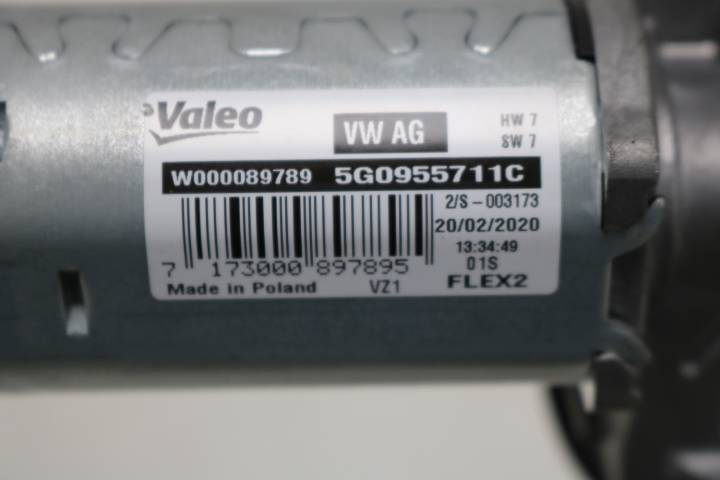 Valeo
VW AG
HW 7
SW 7
W000089789 5G0955711C
2/S-003173
20/02/2020
13:34:49
7 173000 897895
01S
Made in Poland VZ1 FLEX2